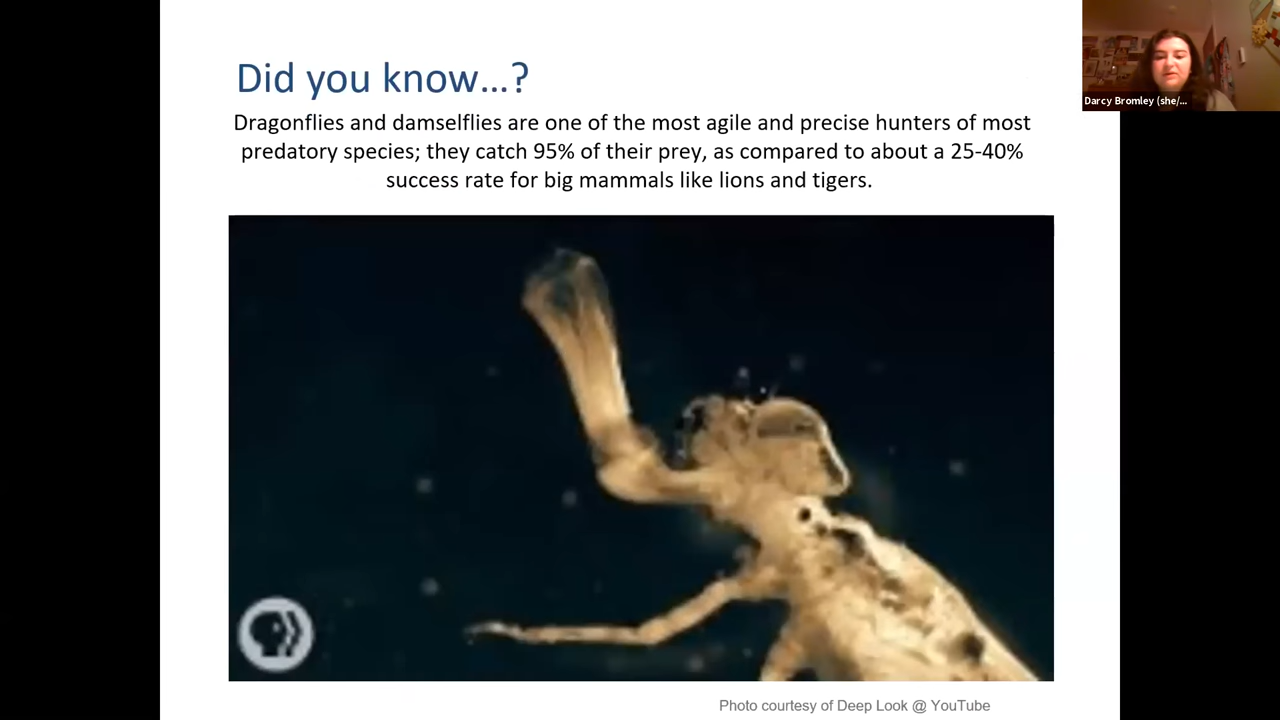 Did you know...?
Dragonflies and damselflies are one of the most agile and precise hunters of most
predatory species; they catch 95% of their prey, as compared to about a 25-40%
success rate for big mammals like lions and tigers.
Darcy Bromley (she/...
Photo courtesy of Deep Look @ YouTube